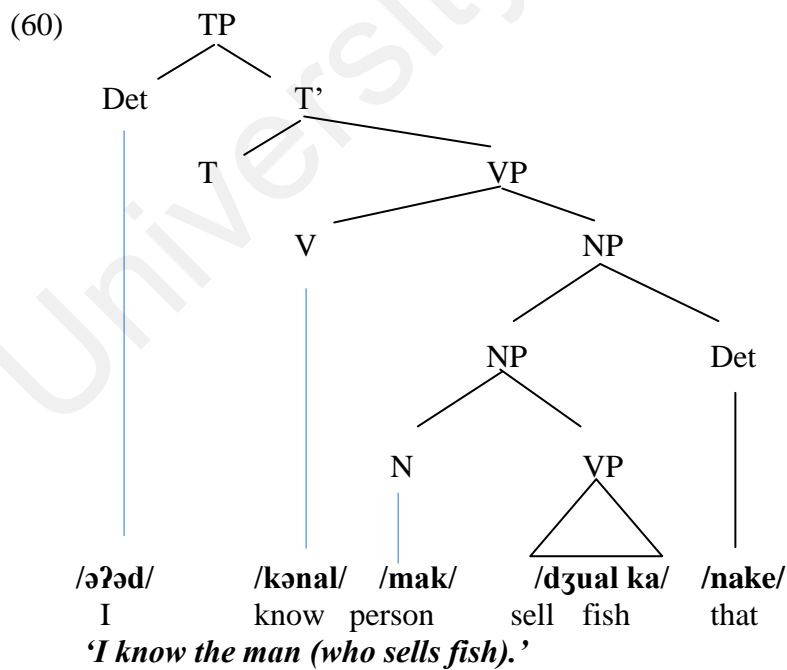 (60)
TP
Det T’
T VP
V NP
NP Det
N VP
/əʔəd/ /kənal/ /mak/ /dʒual ka/ /nake/
I know person sell fish that
‘I know the man (who sells fish).’
University